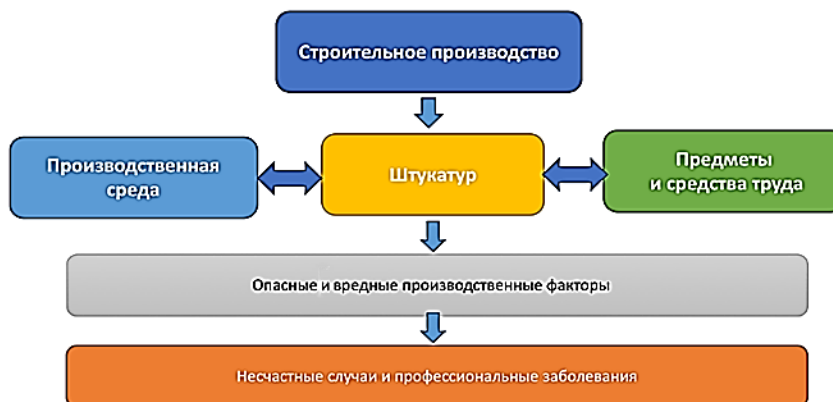 Строительное производство
Производственная
среда
Штукатур
Предметы
и средства труда
Опасные и вредные производственные факторы
Несчастные случаи и профессиональные заболевания